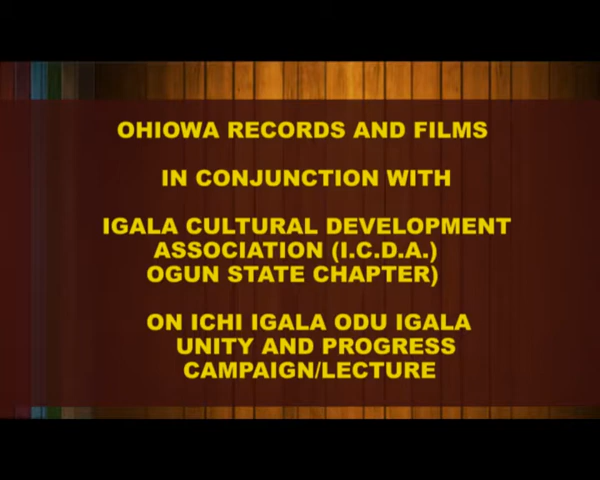 OHIOWA RECORDS AND FILMS
IN CONJUNCTION WITH
IGALA CULTURAL DEVELOPMENT
ASSOCIATION (I.C.D.A.)
OGUN STATE CHAPTER)
ON ICHI IGALA ODU IGALA
UNITY AND PROGRESS
CAMPAIGN/LECTURE